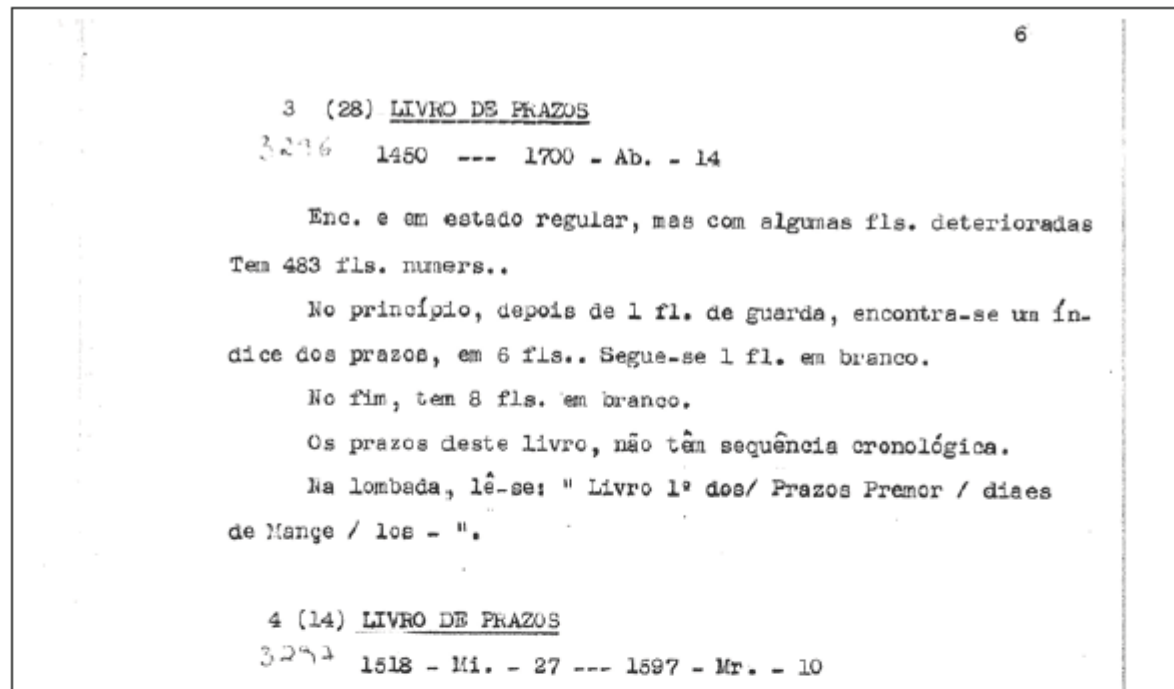 6
3 (28) LIVRO DE PRAZOS
3296 1450 --- 1700 - Ab. - 14
Enc. e em estado regular, mas com algumas fls. deterioradas
Tem 483 fls. numers..
No princípio, depois de 1 fl. de guarda, encontra-se um ín-
dice dos prazos, em 6 fls.. Segue-se 1 fl. em branco.
No fim, tem 8 fls. em branco.
Os prazos deste livro, não têm sequência cronológica.
Na lombada, lê-se: " Livro 1º dos/ Prazos Premor / diaes
de Mançe / los - ".
4 (14) LIVRO DE PRAZOS
3297 1518 - Mi. - 27 --- 1597 - Mr. - 10